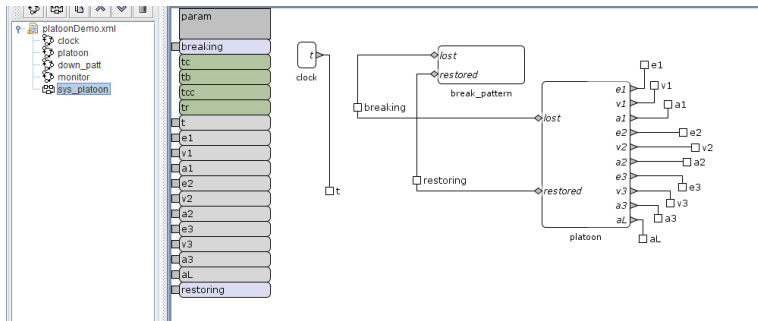 platoonDemo.xml
clock
platoon
down_patt
monitor
sys_platoon
param
breaking
tc
tb
tcc
tr
t
e1
v1
a1
e2
v2
a2
e3
v3
a3
aL
restoring
t
clock
lost
restored
break_pattern
breaking
restoring
t
lost
restored
e1
v1
a1
e2
v2
a2
e3
v3
a3
aL
platoon
e1
v1
a1
e2
v2
a2
e3
v3
a3
aL